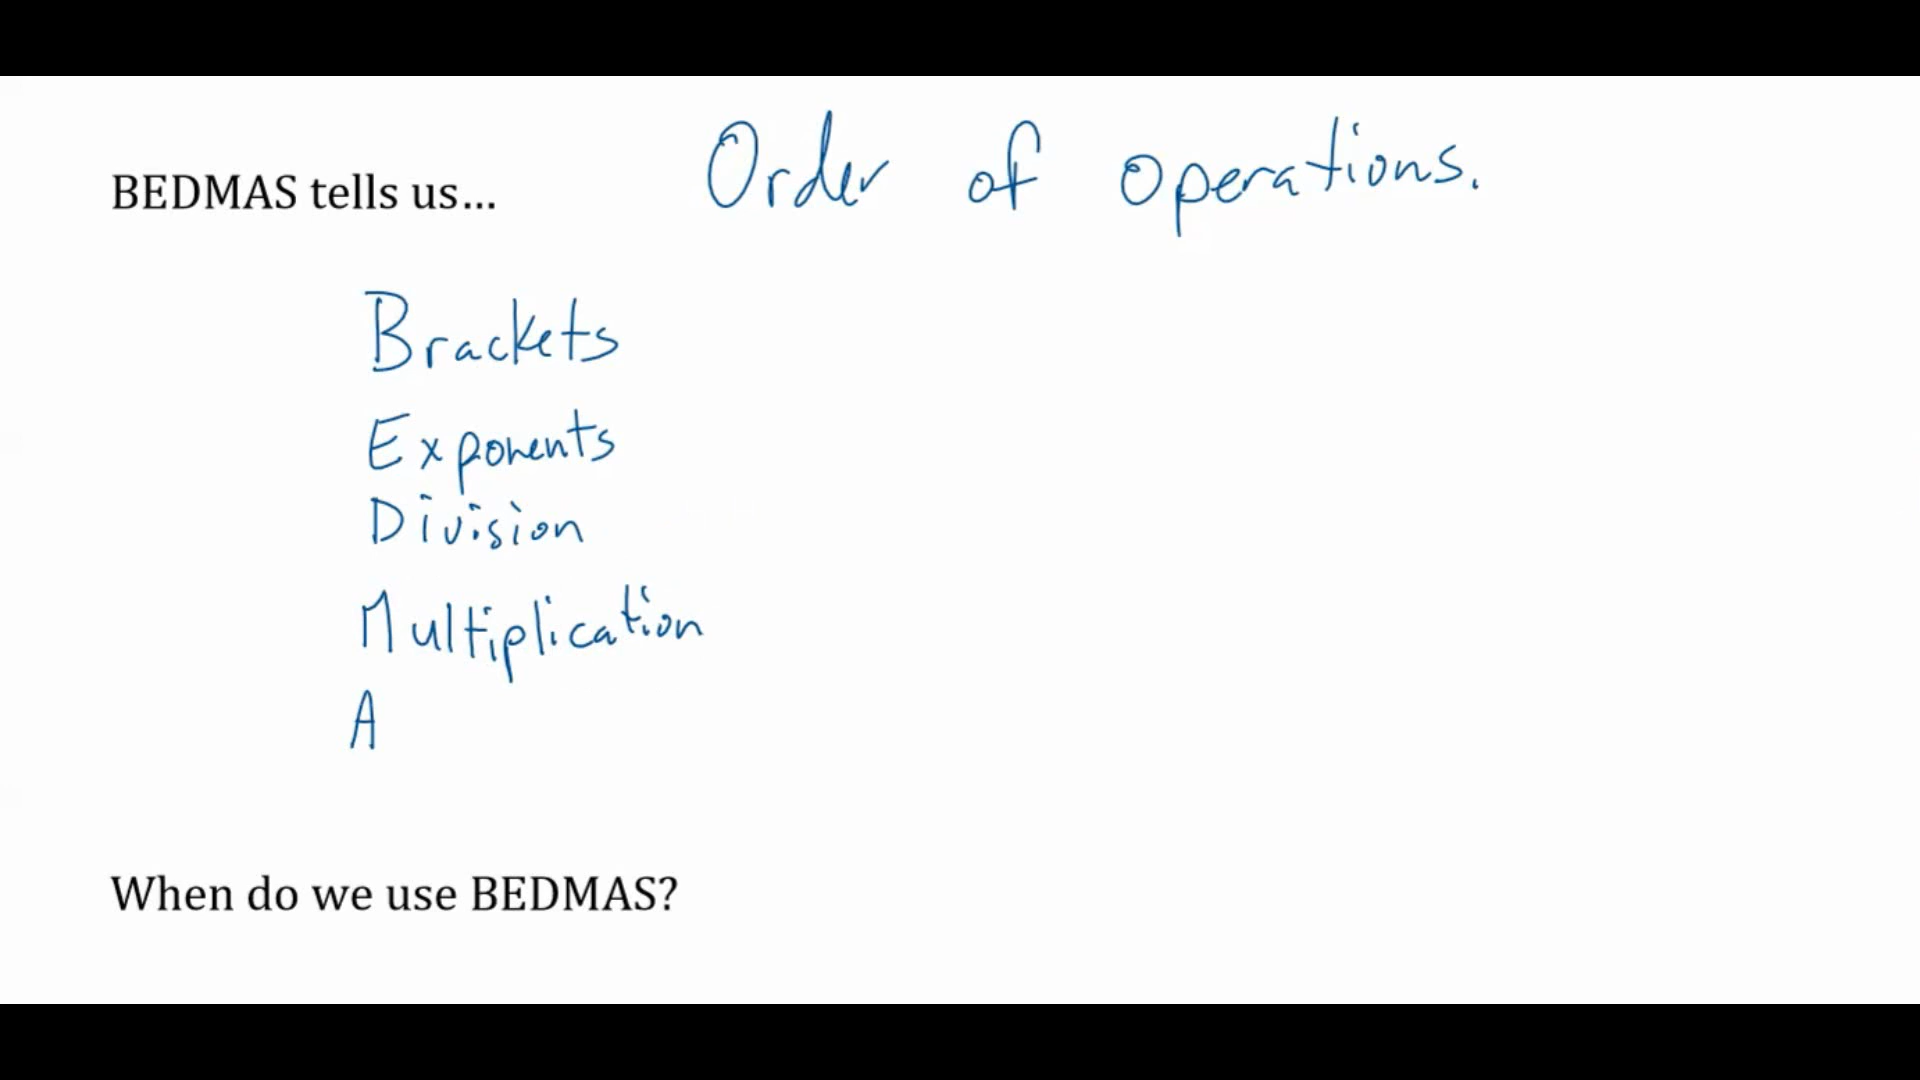 BEDMAS tells us... Order of operations.
Brackets
Exponents
Division
Multiplication
A
When do we use BEDMAS?